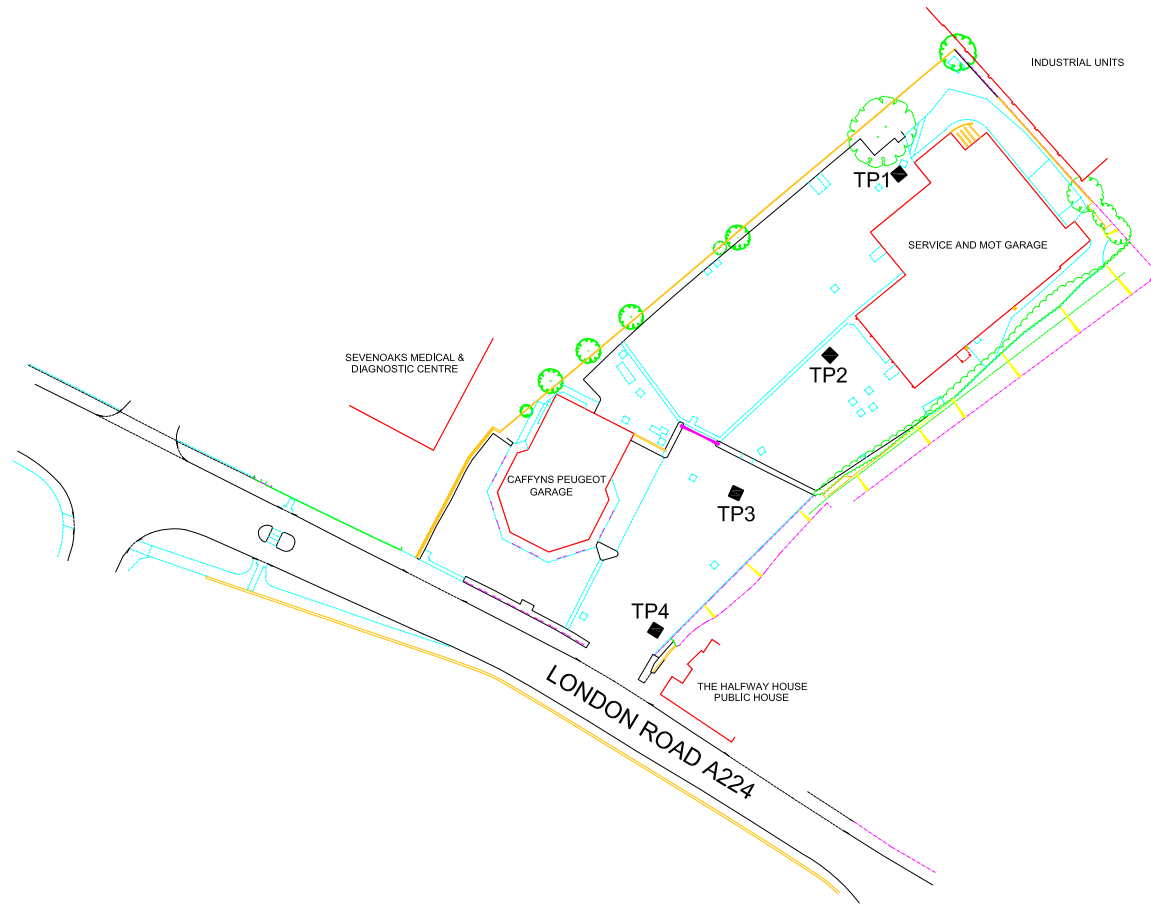 INDUSTRIAL UNITS
TP1
SERVICE AND MOT GARAGE
SEVENOAKS MEDICAL &
DIAGNOSTIC CENTRE
TP2
CAFFYNS PEUGEOT
GARAGE
TP3
TP4
THE HALFWAY HOUSE
PUBLIC HOUSE
LONDON ROAD A224